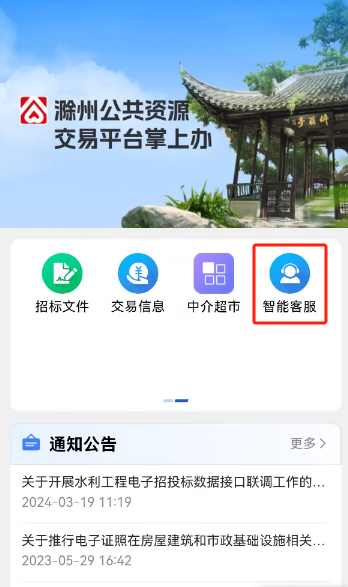 滁州公共资源
交易平台掌上办
招标文件 交易信息 中介超市 智能客服
通知公告 更多 >
关于开展水利工程电子招投标数据接口联调工作的...
2024-03-19 11:19
关于推行电子证照在房屋建筑和市政基础设施相关...
2023-05-29 16:42